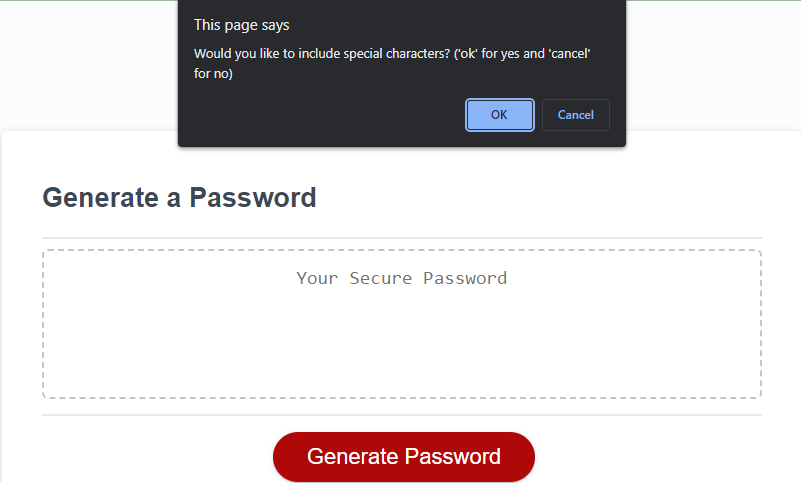 This page says
Would you like to include special characters? ('ok' for yes and 'cancel'
for no)
OK
Cancel
Generate a Password
Your Secure Password
Generate Password